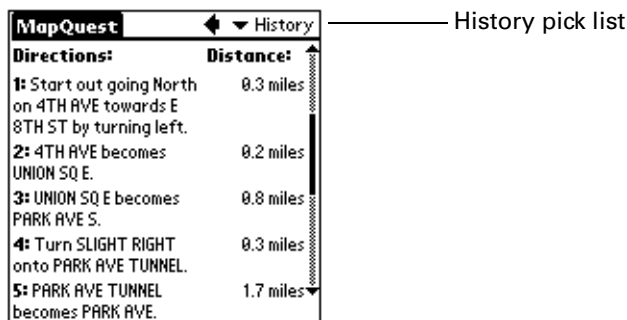 MapQuest History
History pick list
Directions: Distance:
1: Start out going North 0.3 miles
on 4TH AVE towards E
8TH ST by turning left.
2: 4TH AVE becomes 0.2 miles
UNION SQ E.
3: UNION SQ E becomes 0.8 miles
PARK AVE S.
4: Turn SLIGHT RIGHT 0.3 miles
onto PARK AVE TUNNEL.
5: PARK AVE TUNNEL 1.7 miles
becomes PARK AVE.